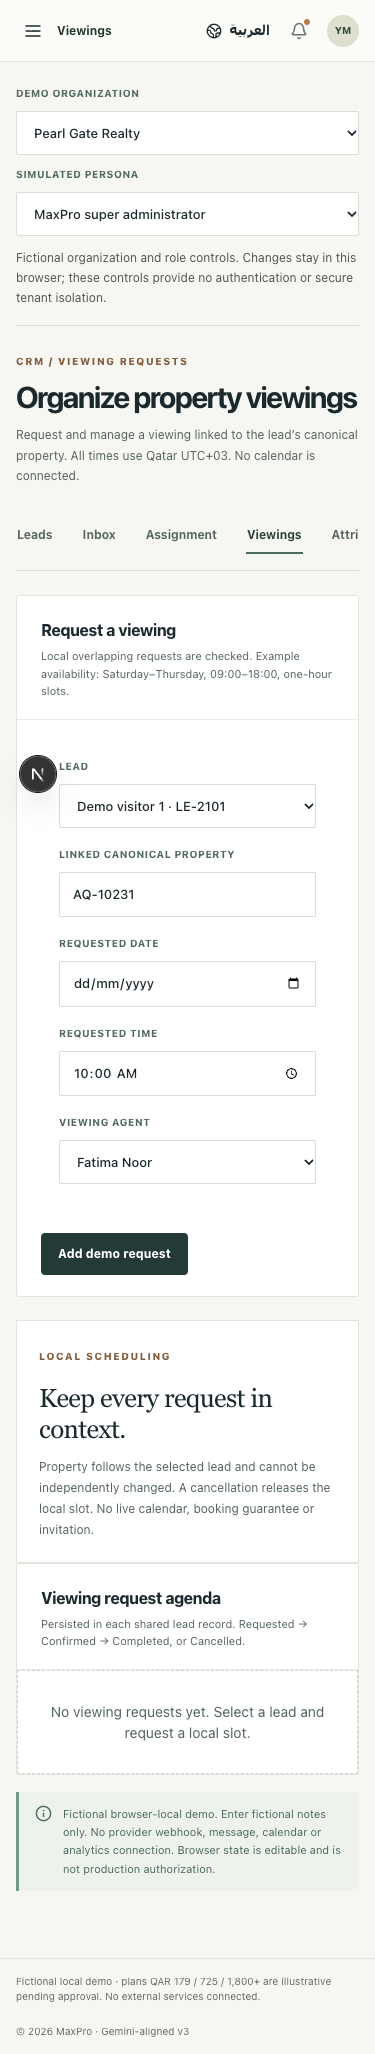 Viewings
العربية
YM
DEMO ORGANIZATION
Pearl Gate Realty
SIMULATED PERSONA
MaxPro super administrator
Fictional organization and role controls. Changes stay in this
browser; these controls provide no authentication or secure
tenant isolation.
CRM / VIEWING REQUESTS
Organize property viewings
Request and manage a viewing linked to the lead's canonical
property. All times use Qatar UTC+03. No calendar is
connected.
Leads Inbox Assignment Viewings Attri
Request a viewing
Local overlapping requests are checked. Example
availability: Saturday–Thursday, 09:00–18:00, one-hour
slots.
N
LEAD
Demo visitor 1 · LE-2101
LINKED CANONICAL PROPERTY
AQ-10231
REQUESTED DATE
dd/mm/yyyy
REQUESTED TIME
10:00 AM
VIEWING AGENT
Fatima Noor
Add demo request
LOCAL SCHEDULING
Keep every request in
context.
Property follows the selected lead and cannot be
independently changed. A cancellation releases the
local slot. No live calendar, booking guarantee or
invitation.
Viewing request agenda
Persisted in each shared lead record. Requested →
Confirmed → Completed, or Cancelled.
No viewing requests yet. Select a lead and
request a local slot.
Fictional browser-local demo. Enter fictional notes
only. No provider webhook, message, calendar or
analytics connection. Browser state is editable and is
not production authorization.
Fictional local demo · plans QAR 179 / 725 / 1,800+ are illustrative
pending approval. No external services connected.
© 2026 MaxPro · Gemini-aligned v3